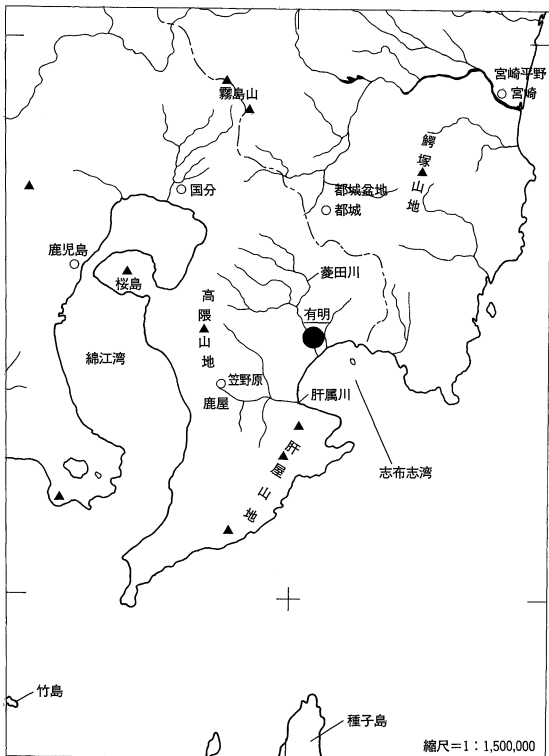 宮崎平野
宮崎
霧島山
鰐塚山地
国分
都城盆地
都城
鹿児島
桜島
菱田川
高隈山地
有明
錦江湾
笠野原
鹿屋
肝属川
肝屋山地
志布志湾
竹島
種子島
縮尺=1:1,500,000